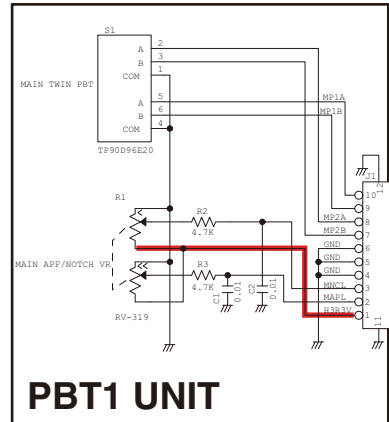 S1
A 2
B 3
COM 1
MAIN TWIN PBT
A 5
B 6
COM 4
TP90D96E20
MP1A
MP1B
J1
12
10
9
MP2A 8
MP2B 7
GND 6
GND 5
GND 4
MNCL 3
MAPL 2
H3R3V 1
11
R1
R2
4.7K
MAIN APF/NOTCH VR
R3
4.7K
C1
0.01
C2
0.01
RV-319
PBT1 UNIT